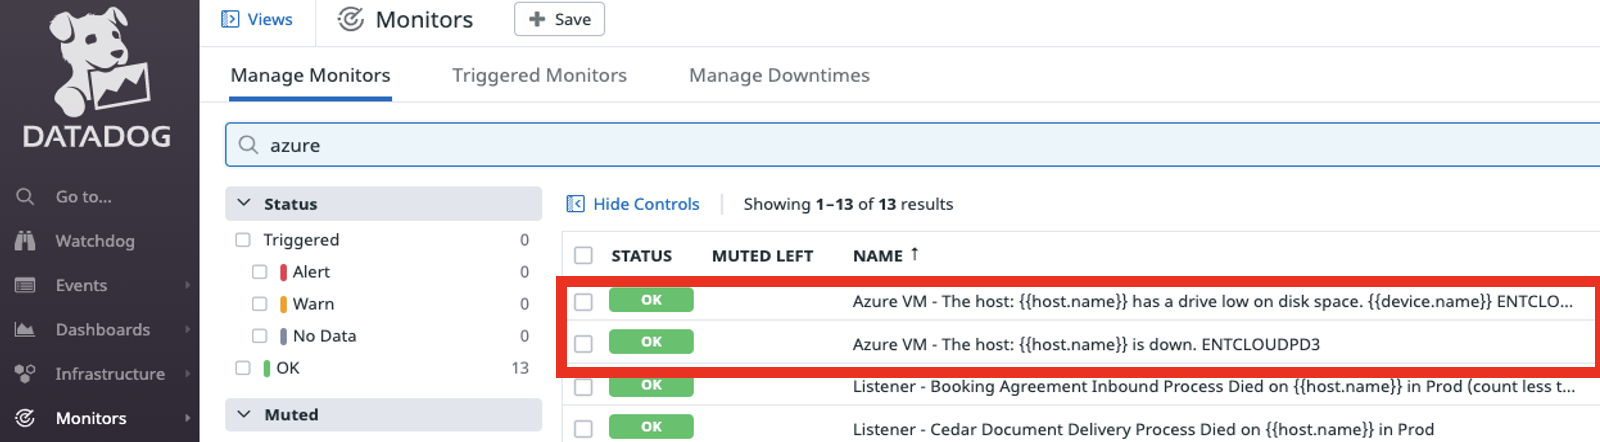 DATADOG
Go to...
Watchdog
Events
Dashboards
Infrastructure
Monitors
Views
Monitors
Save
Manage Monitors
Triggered Monitors
Manage Downtimes
azure
Status
Triggered 0
Alert 0
Warn 0
No Data 0
OK 13
Muted
Hide Controls
Showing 1–13 of 13 results
STATUS MUTED LEFT NAME ↑
OK Azure VM - The host: {{host.name}} has a drive low on disk space. {{device.name}} ENTCLO...
OK Azure VM - The host: {{host.name}} is down. ENTCLOUDPD3
OK Listener - Booking Agreement Inbound Process Died on {{host.name}} in Prod (count less t...
OK Listener - Cedar Document Delivery Process Died on {{host.name}} in Prod